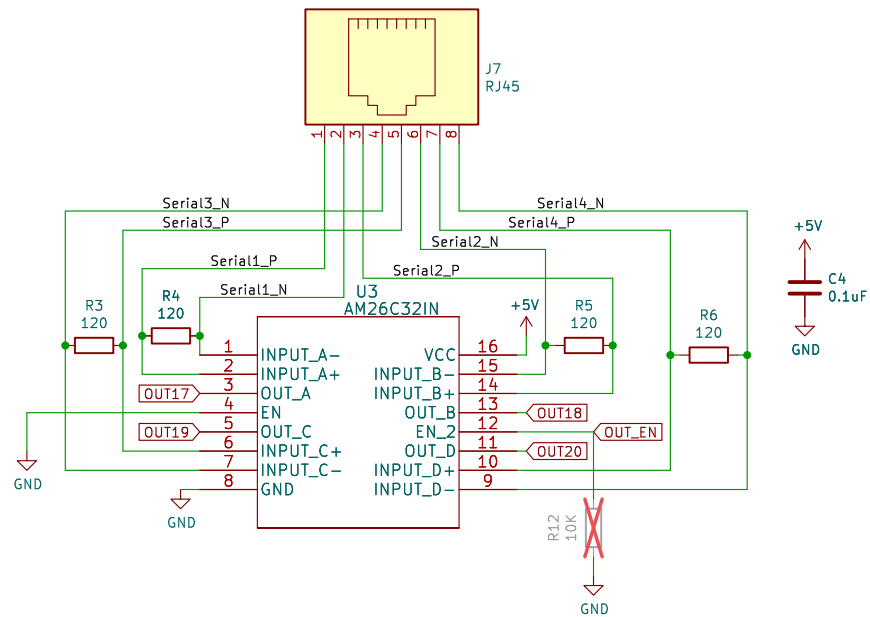 J7
RJ45
1 2 3 4 5 6 7 8
Serial3_N
Serial4_N
Serial3_P
Serial4_P
+5V
Serial2_N
Serial1_P
Serial2_P
C4
0.1uF
Serial1_N
U3
AM26C32IN
+5V
R3
120
R4
120
R5
120
R6
120
GND
1 INPUT_A- VCC 16
2 INPUT_A+ INPUT_B- 15
OUT17 3 OUT_A INPUT_B+ 14
4 EN OUT_B 13 OUT18
OUT19 5 OUT_C EN_2 12 OUT_EN
6 INPUT_C+ OUT_D 11 OUT20
7 INPUT_C- INPUT_D+ 10
8 GND INPUT_D- 9
GND
GND
R12
10K
GND